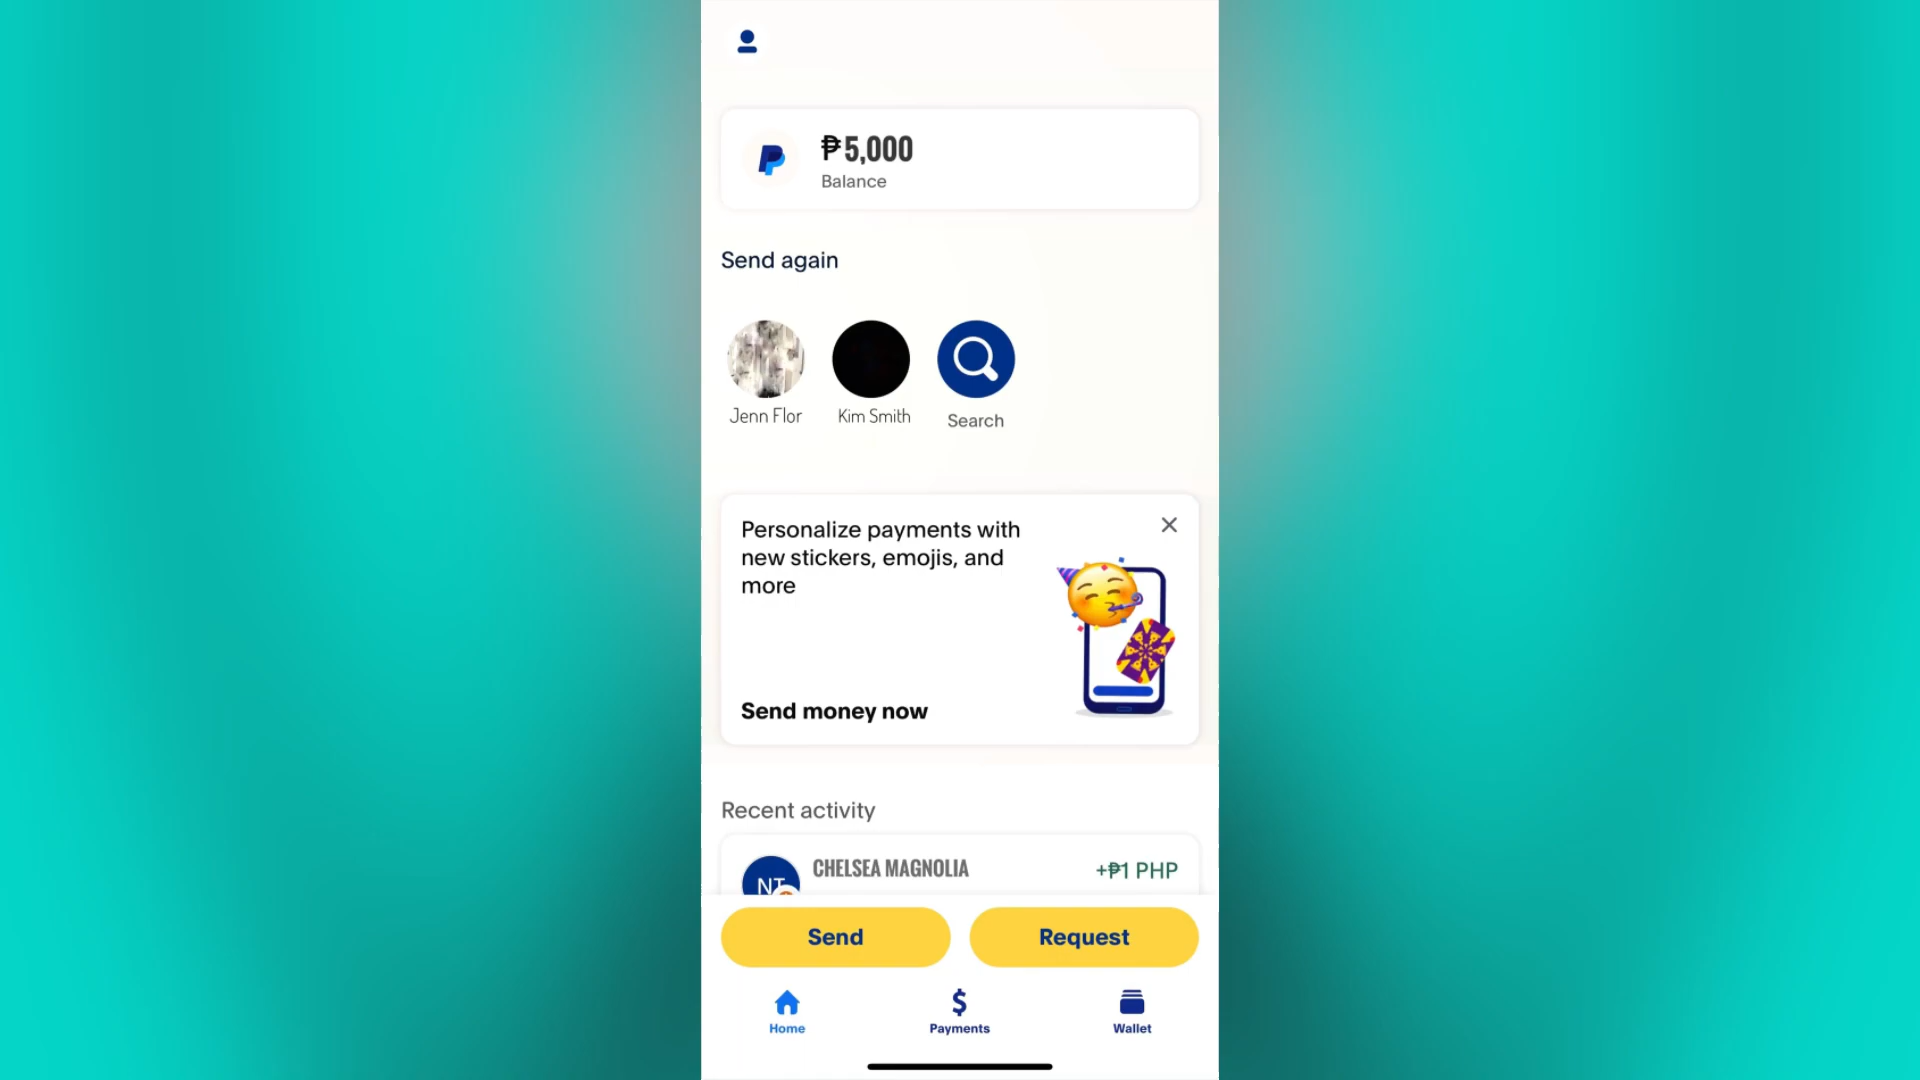 ₱5,000
Balance
Send again
Jenn Flor
Kim Smith
Search
Personalize payments with
new stickers, emojis, and
more
Send money now
Recent activity
CHELSEA MAGNOLIA
+₱1 PHP
NT
Send
Request
Home
Payments
Wallet